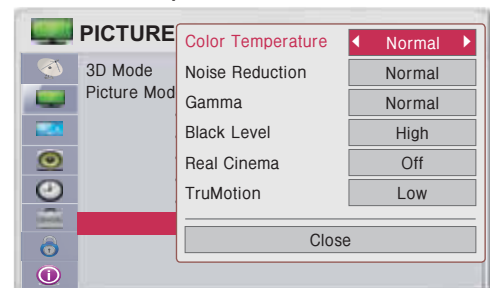 PICTURE
3D Mode
Picture Mod
Color Temperature Normal
Noise Reduction Normal
Gamma Normal
Black Level High
Real Cinema Off
TruMotion Low
Close